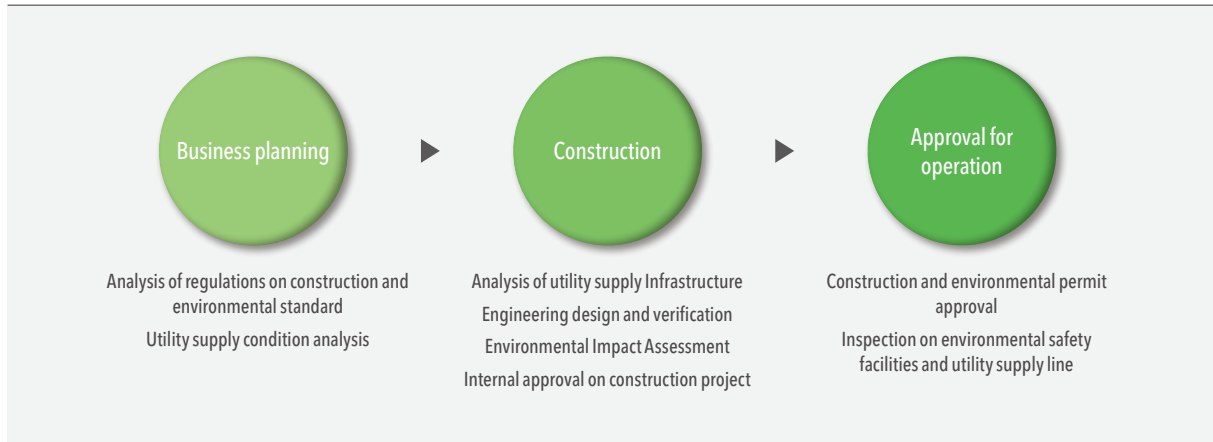 Business planning
Analysis of regulations on construction and
environmental standard
Utility supply condition analysis
Construction
Analysis of utility supply Infrastructure
Engineering design and verification
Environmental Impact Assessment
Internal approval on construction project
Approval for
operation
Construction and environmental permit
approval
Inspection on environmental safety
facilities and utility supply line